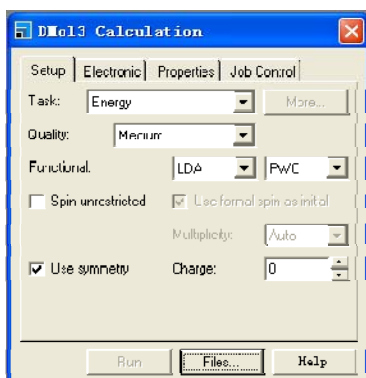 DMol3 Calculation
Setup Electronic Properties Job Control
Task: Energy More...
Quality: Medium
Functional: LDA PWC
Spin unrestricted Use formal spin as initial
Multiplicity: Auto
Use symmetry Charge: 0
Run Files... Help